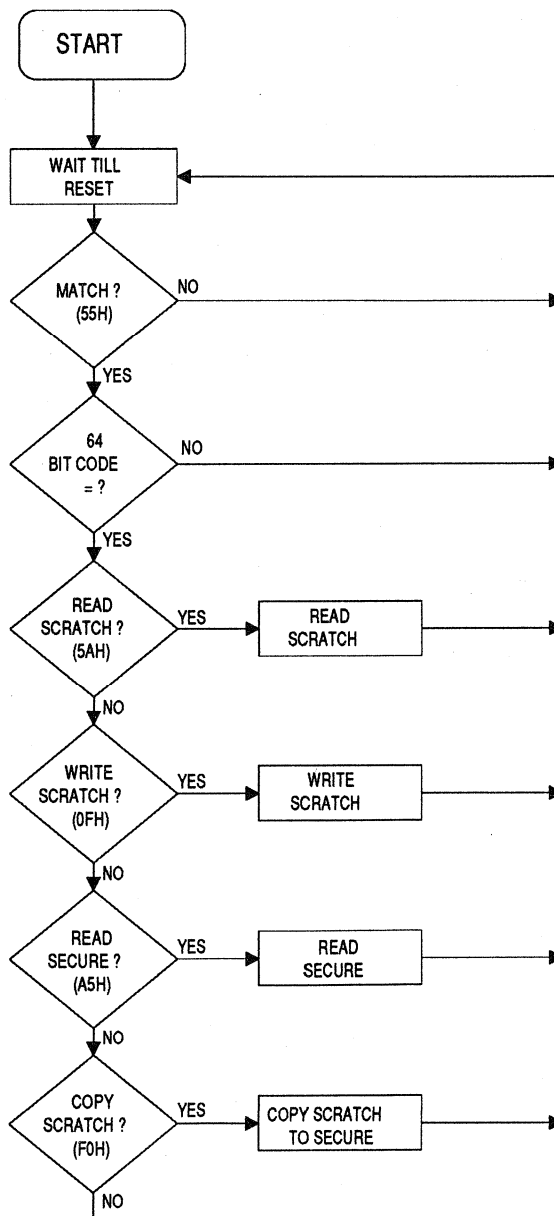 START
WAIT TILL
RESET
MATCH ?
(55H)
NO
YES
64
BIT CODE
= ?
NO
YES
READ
SCRATCH ?
(5AH)
YES
READ
SCRATCH
NO
WRITE
SCRATCH ?
(0FH)
YES
WRITE
SCRATCH
NO
READ
SECURE ?
(A5H)
YES
READ
SECURE
NO
COPY
SCRATCH ?
(F0H)
YES
COPY SCRATCH
TO SECURE
NO